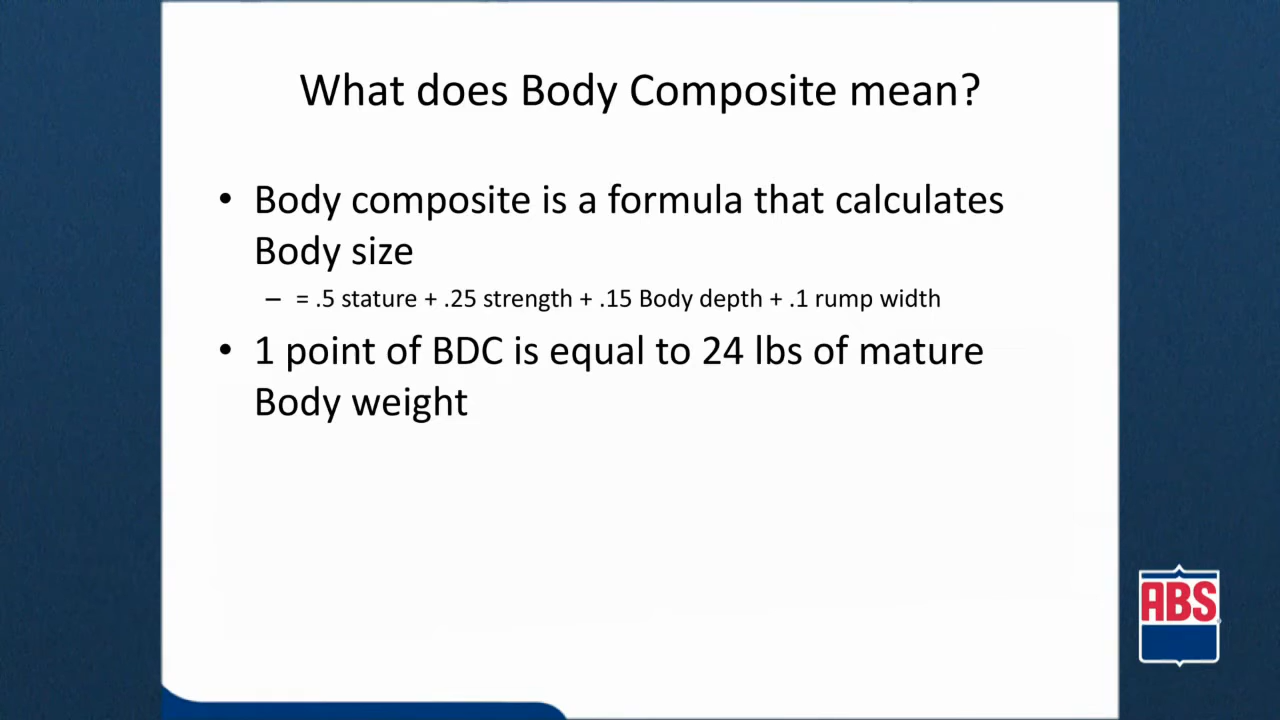 What does Body Composite mean?
• Body composite is a formula that calculates
Body size
– = .5 stature + .25 strength + .15 Body depth + .1 rump width
• 1 point of BDC is equal to 24 lbs of mature
Body weight
ABS